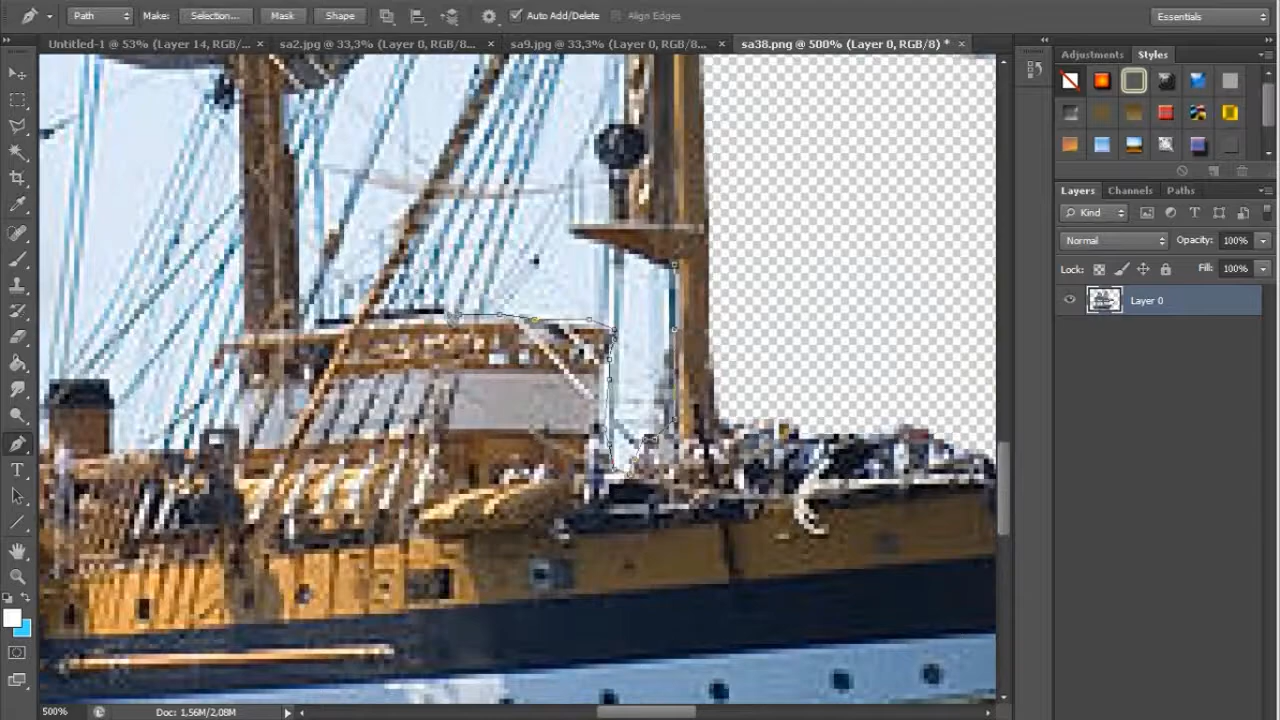 Path Make: Selection... Mask Shape Auto Add/Delete Align Edges Essentials
Untitled-1 @ 53% (Layer 14, RGB/... × sa2.jpg @ 33,3% (Layer 0, RGB/8... × sa9.jpg @ 33,3% (Layer 0, RGB/8... × sa38.png @ 500% (Layer 0, RGB/8) * ×
Adjustments Styles
Layers Channels Paths
Kind
Normal Opacity: 100%
Lock: Fill: 100%
Layer 0
500% Doc: 1,56M/2,08M